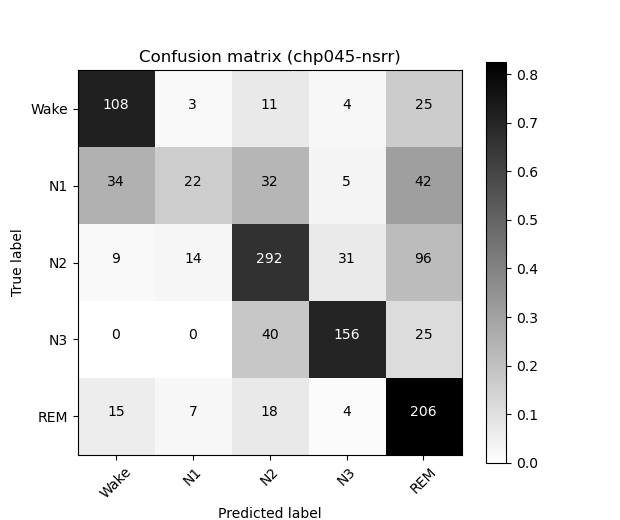 Confusion matrix (chp045-nsrr)
True label
Wake 108 3 11 4 25
N1 34 22 32 5 42
N2 9 14 292 31 96
N3 0 0 40 156 25
REM 15 7 18 4 206
Wake N1 N2 N3 REM
Predicted label
0.8
0.7
0.6
0.5
0.4
0.3
0.2
0.1
0.0